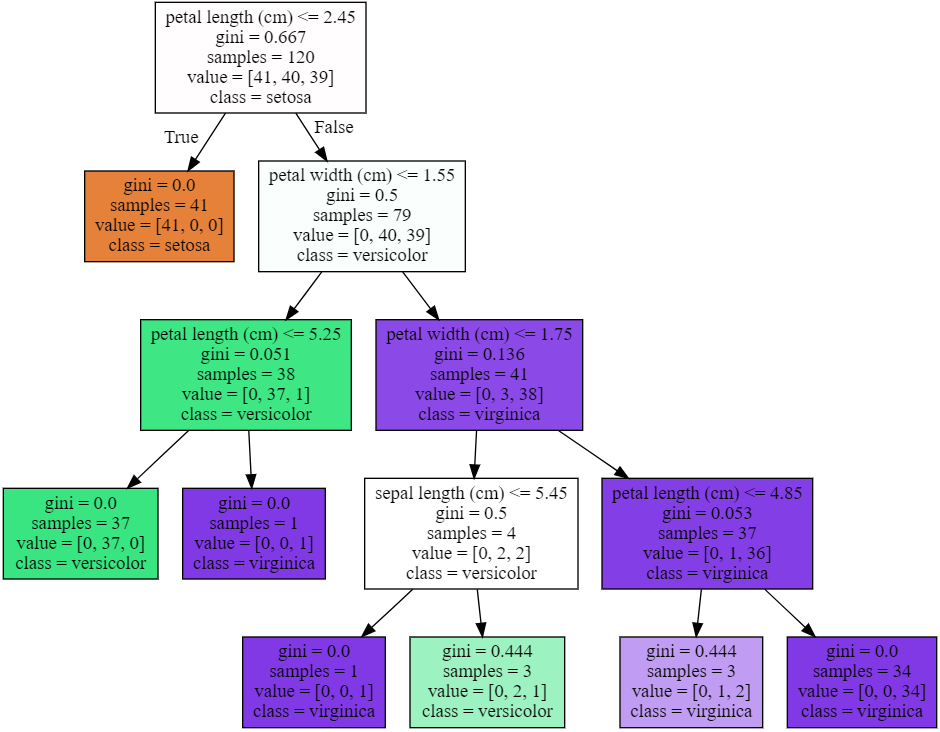 petal length (cm) <= 2.45
gini = 0.667
samples = 120
value = [41, 40, 39]
class = setosa
True
False
gini = 0.0
samples = 41
value = [41, 0, 0]
class = setosa
petal width (cm) <= 1.55
gini = 0.5
samples = 79
value = [0, 40, 39]
class = versicolor
petal length (cm) <= 5.25
gini = 0.051
samples = 38
value = [0, 37, 1]
class = versicolor
petal width (cm) <= 1.75
gini = 0.136
samples = 41
value = [0, 3, 38]
class = virginica
gini = 0.0
samples = 37
value = [0, 37, 0]
class = versicolor
gini = 0.0
samples = 1
value = [0, 0, 1]
class = virginica
sepal length (cm) <= 5.45
gini = 0.5
samples = 4
value = [0, 2, 2]
class = versicolor
petal length (cm) <= 4.85
gini = 0.053
samples = 37
value = [0, 1, 36]
class = virginica
gini = 0.0
samples = 1
value = [0, 0, 1]
class = virginica
gini = 0.444
samples = 3
value = [0, 2, 1]
class = versicolor
gini = 0.444
samples = 3
value = [0, 1, 2]
class = virginica
gini = 0.0
samples = 34
value = [0, 0, 34]
class = virginica